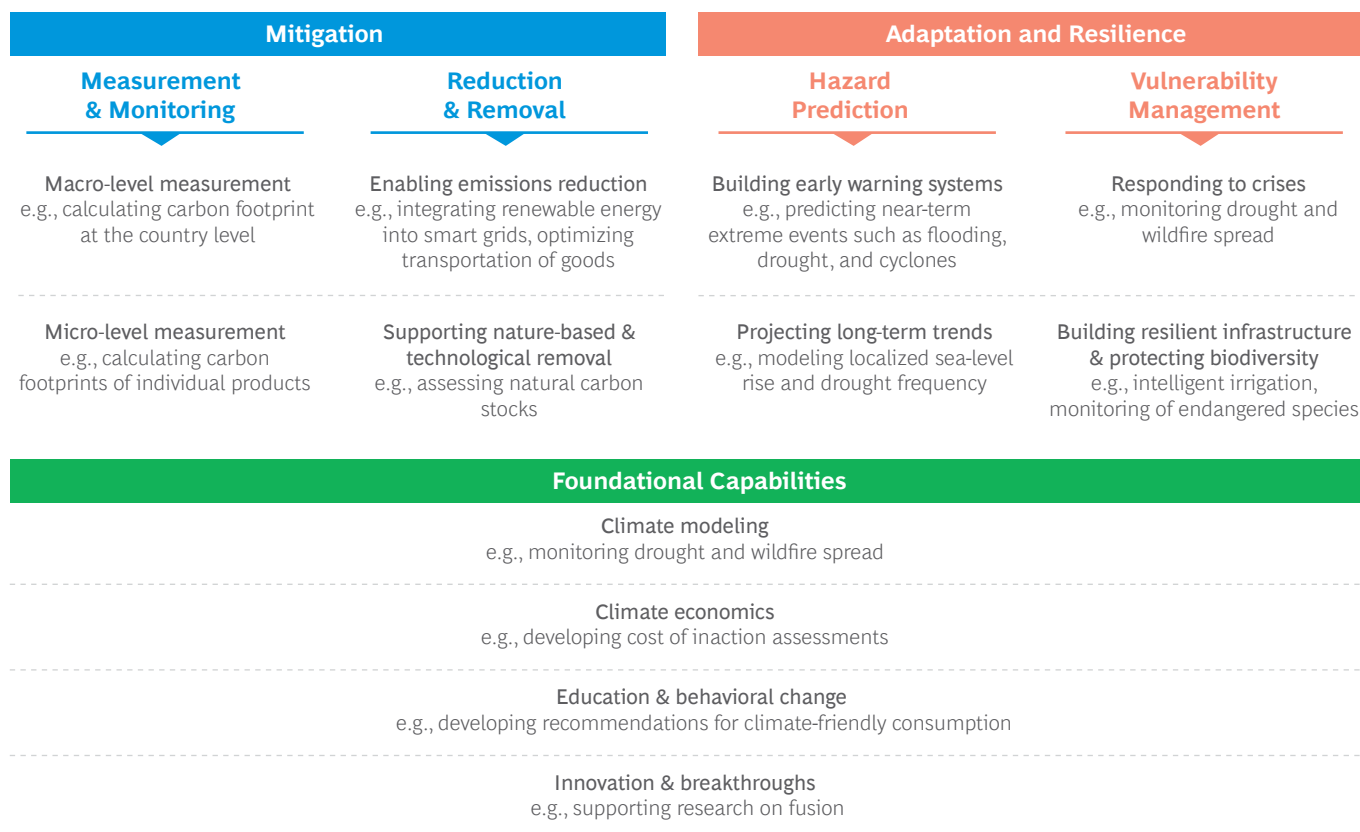 Mitigation
Measurement
& Monitoring
Macro-level measurement
e.g., calculating carbon footprint
at the country level
Micro-level measurement
e.g., calculating carbon
footprints of individual products
Reduction
& Removal
Enabling emissions reduction
e.g., integrating renewable energy
into smart grids, optimizing
transportation of goods
Supporting nature-based &
technological removal
e.g., assessing natural carbon
stocks
Adaptation and Resilience
Hazard
Prediction
Building early warning systems
e.g., predicting near-term
extreme events such as flooding,
drought, and cyclones
Projecting long-term trends
e.g., modeling localized sea-level
rise and drought frequency
Vulnerability
Management
Responding to crises
e.g., monitoring drought and
wildfire spread
Building resilient infrastructure
& protecting biodiversity
e.g., intelligent irrigation,
monitoring of endangered species
Foundational Capabilities
Climate modeling
e.g., monitoring drought and wildfire spread
Climate economics
e.g., developing cost of inaction assessments
Education & behavioral change
e.g., developing recommendations for climate-friendly consumption
Innovation & breakthroughs
e.g., supporting research on fusion